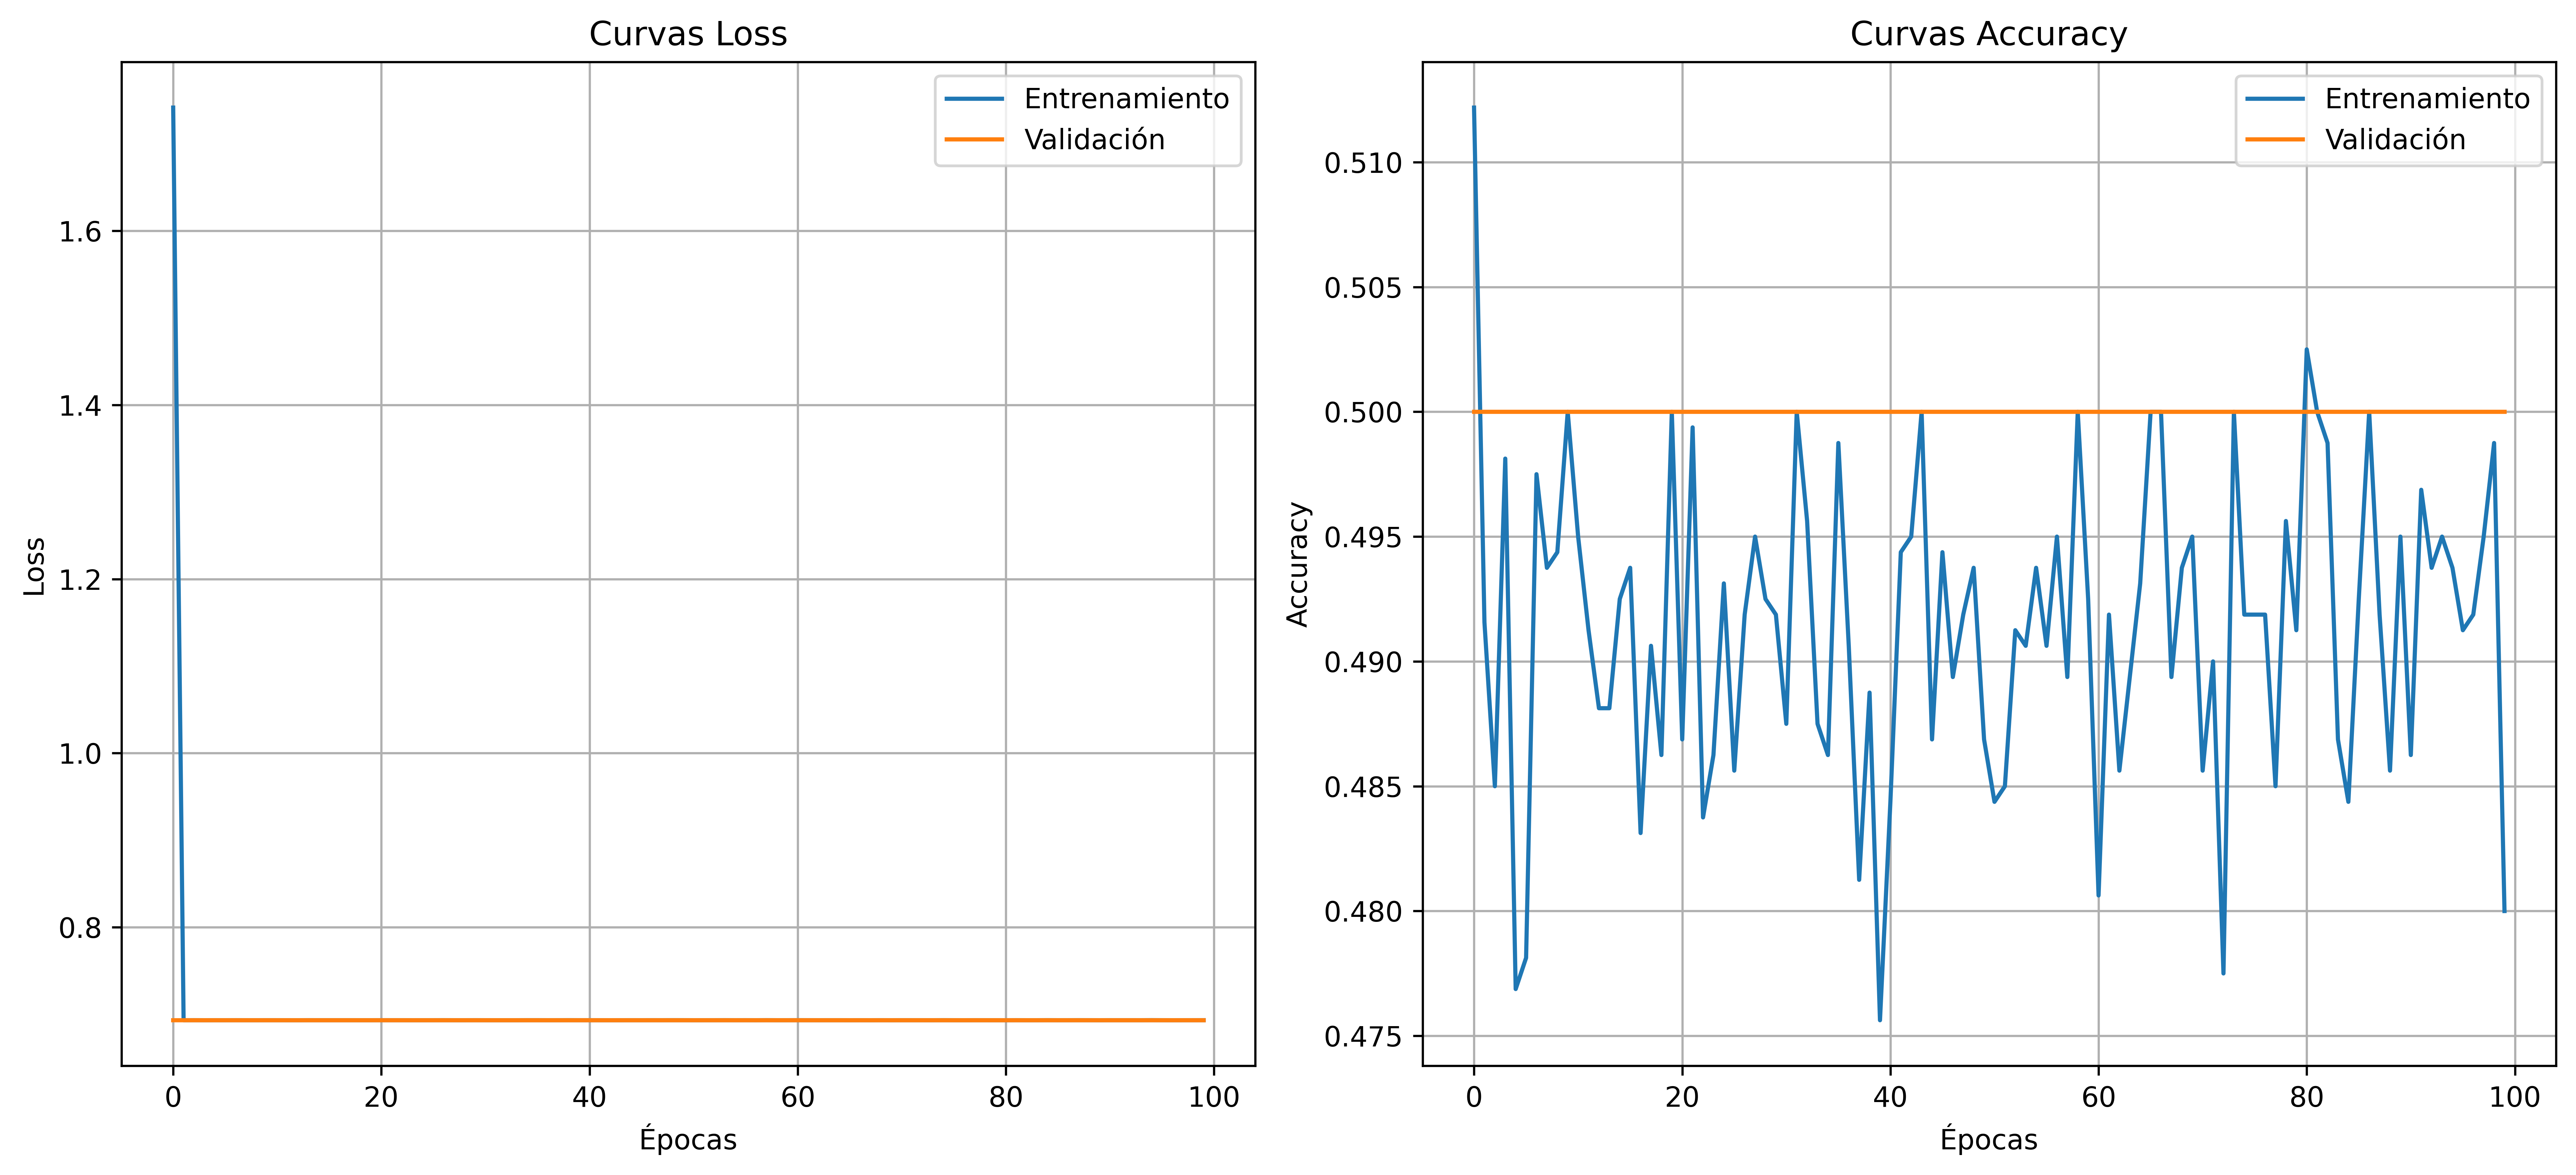 Curvas Loss
Entrenamiento
Validación
1.6
1.4
1.2
1.0
0.8
Loss
0 20 40 60 80 100
Épocas
Curvas Accuracy
Entrenamiento
Validación
0.510
0.505
0.500
0.495
0.490
0.485
0.480
0.475
Accuracy
0 20 40 60 80 100
Épocas